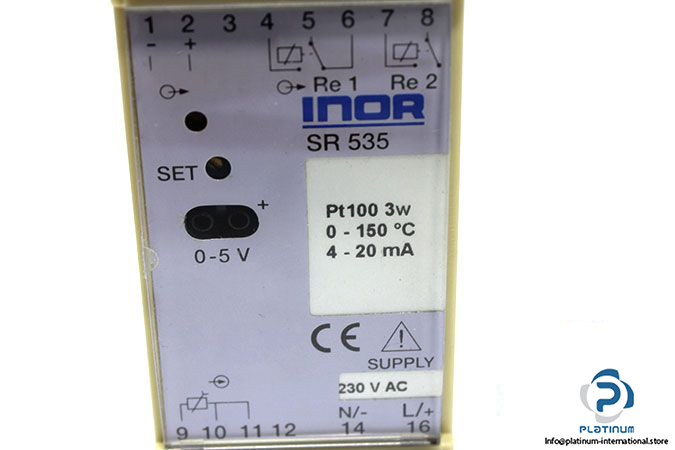 1 2 3 4 5 6 7 8
- +
Re 1 Re 2
INOR
SR 535
SET
+
0-5 V
Pt100 3w
0 - 150 °C
4 - 20 mA
CE
SUPPLY
230 V AC
N/- L/+
9 10 11 12 14 16
PLATINUM
info@platinum-international.store